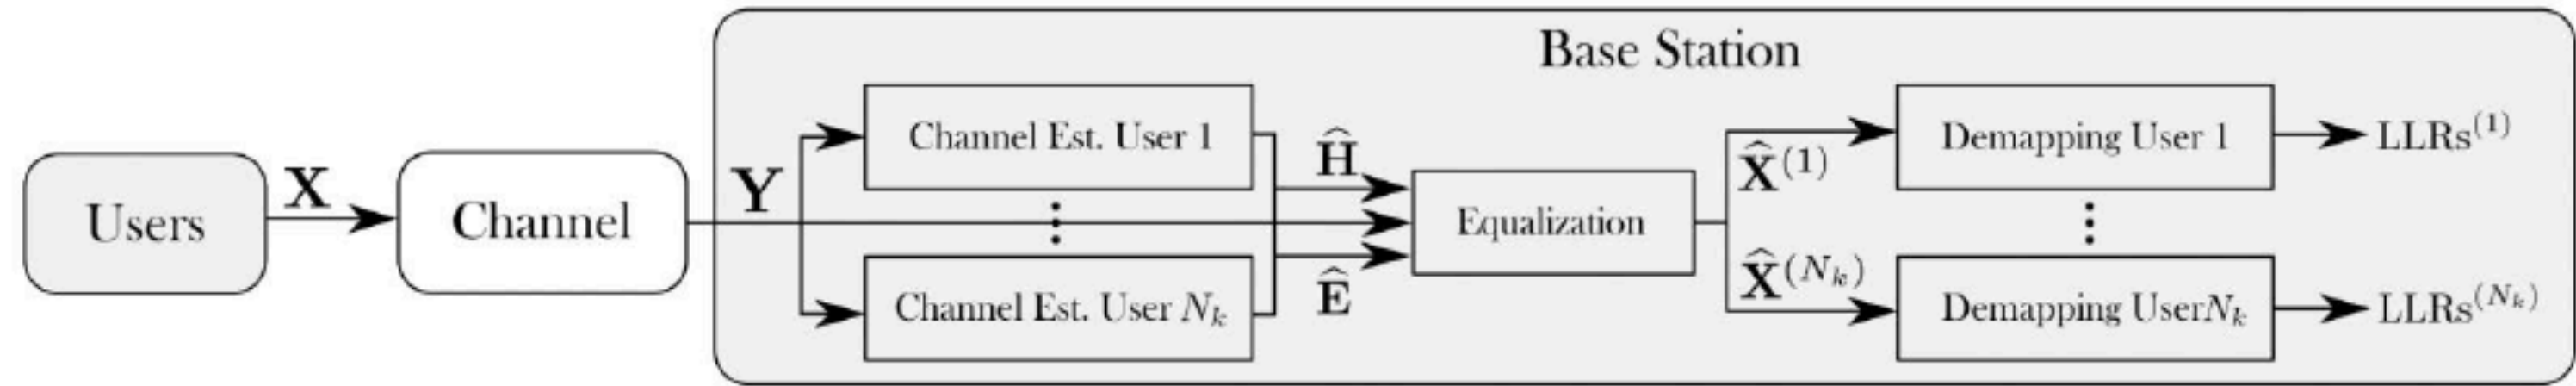 Base Station
Users
X
Channel
Y
Channel Est. User 1
⋮
Channel Est. User N_k
Ĥ
Ê
Equalization
X̂^(1)
X̂^(N_k)
Demapping User 1
⋮
Demapping UserN_k
LLRs^(1)
LLRs^(N_k)